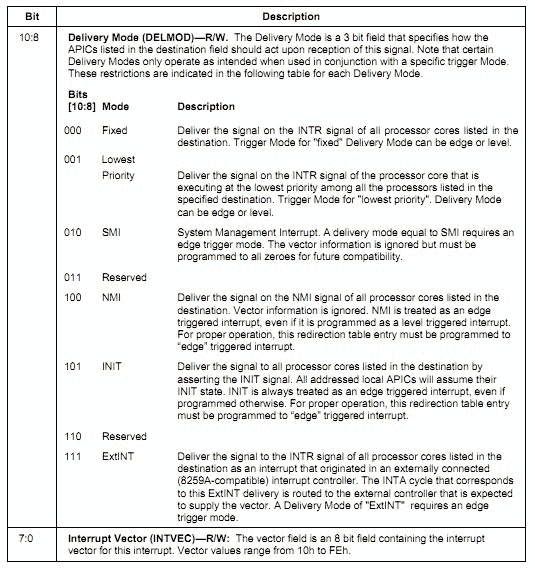 Bit Description
10:8 Delivery Mode (DELMOD)—R/W. The Delivery Mode is a 3 bit field that specifies how the
APICs listed in the destination field should act upon reception of this signal. Note that certain
Delivery Modes only operate as intended when used in conjunction with a specific trigger Mode.
These restrictions are indicated in the following table for each Delivery Mode.
Bits
[10:8] Mode Description
000 Fixed Deliver the signal on the INTR signal of all processor cores listed in the
destination. Trigger Mode for "fixed" Delivery Mode can be edge or level.
001 Lowest
Priority Deliver the signal on the INTR signal of the processor core that is
executing at the lowest priority among all the processors listed in the
specified destination. Trigger Mode for "lowest priority". Delivery Mode
can be edge or level.
010 SMI System Management Interrupt. A delivery mode equal to SMI requires an
edge trigger mode. The vector information is ignored but must be
programmed to all zeroes for future compatibility.
011 Reserved
100 NMI Deliver the signal on the NMI signal of all processor cores listed in the
destination. Vector information is ignored. NMI is treated as an edge
triggered interrupt, even if it is programmed as a level triggered interrupt.
For proper operation, this redirection table entry must be programmed to
“edge” triggered interrupt.
101 INIT Deliver the signal to all processor cores listed in the destination by
asserting the INIT signal. All addressed local APICs will assume their
INIT state. INIT is always treated as an edge triggered interrupt, even if
programmed otherwise. For proper operation, this redirection table entry
must be programmed to “edge” triggered interrupt.
110 Reserved
111 ExtINT Deliver the signal to the INTR signal of all processor cores listed in the
destination as an interrupt that originated in an externally connected
(8259A-compatible) interrupt controller. The INTA cycle that corresponds
to this ExtINT delivery is routed to the external controller that is expected
to supply the vector. A Delivery Mode of "ExtINT" requires an edge
trigger mode.
7:0 Interrupt Vector (INTVEC)—R/W: The vector field is an 8 bit field containing the interrupt
vector for this interrupt. Vector values range from 10h to FEh.